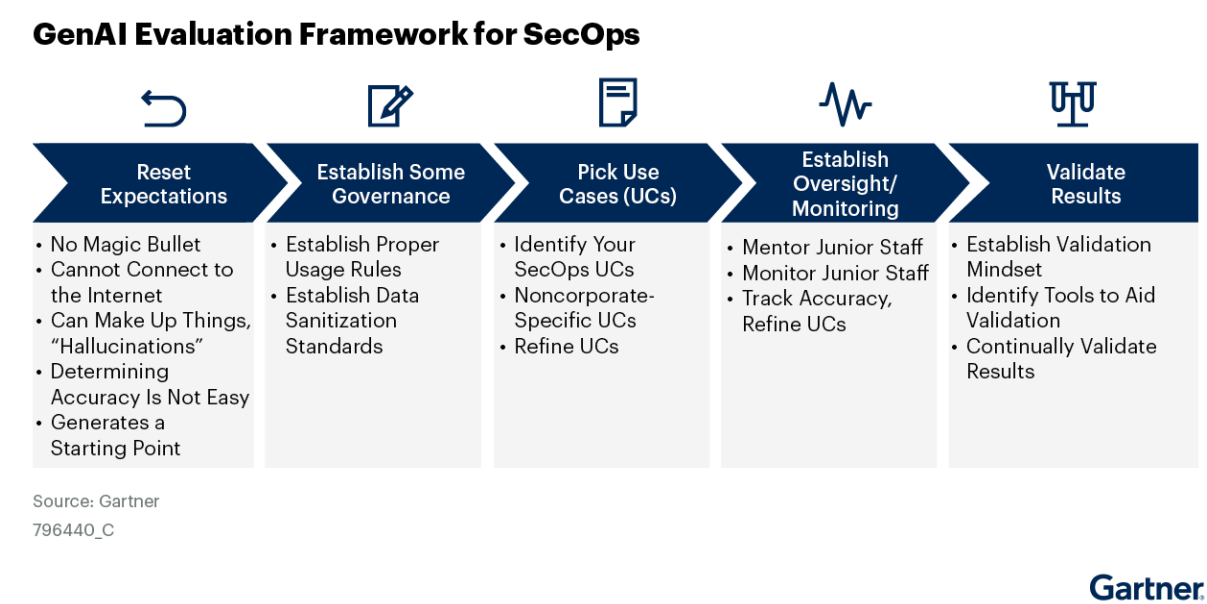 GenAI Evaluation Framework for SecOps
Reset
Expectations
• No Magic Bullet
• Cannot Connect to
the Internet
• Can Make Up Things,
“Hallucinations”
• Determining
Accuracy Is Not Easy
• Generates a
Starting Point
Establish Some
Governance
• Establish Proper
Usage Rules
• Establish Data
Sanitization
Standards
Pick Use
Cases (UCs)
• Identify Your
SecOps UCs
• Noncorporate-
Specific UCs
• Refine UCs
Establish
Oversight/
Monitoring
• Mentor Junior Staff
• Monitor Junior Staff
• Track Accuracy,
Refine UCs
Validate
Results
• Establish Validation
Mindset
• Identify Tools to Aid
Validation
• Continually Validate
Results
Source: Gartner
796440_C
Gartner